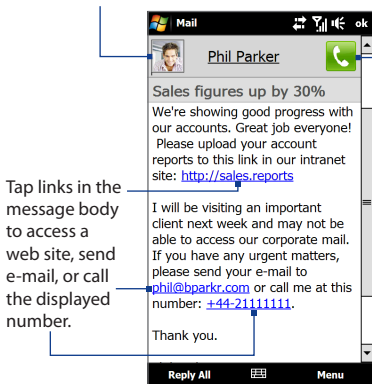 Mail ok
Phil Parker
Sales figures up by 30%
We're showing good progress with
our accounts. Great job everyone!
Please upload your account
reports to this link in our intranet
site: http://sales.reports
I will be visiting an important
client next week and may not be
able to access our corporate mail.
If you have any urgent matters,
please send your e-mail to
phil@bparkr.com or call me at this
number: +44-21111111.
Thank you.
Reply All Menu
Tap links in the
message body
to access a
web site, send
e-mail, or call
the displayed
number.